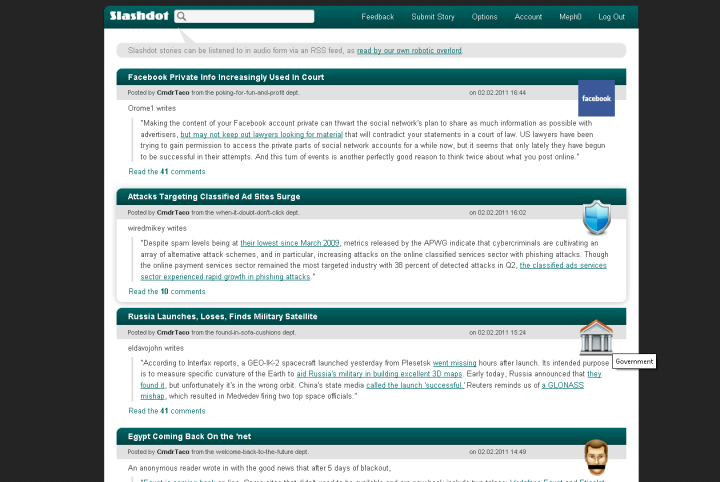 Slashdot
Feedback Submit Story Options Account Meph0 Log Out
Slashdot stories can be listened to in audio form via an RSS feed, as read by our own robotic overlord.
Facebook Private Info Increasingly Used In Court
Posted by CmdrTaco from the poking-for-fun-and-profit dept. on 02.02.2011 16:44
facebook
Orome1 writes
"Making the content of your Facebook account private can thwart the social network's plan to share as much information as possible with
advertisers, but may not keep out lawyers looking for material that will contradict your statements in a court of law. US lawyers have been
trying to gain permission to access the private parts of social network accounts for a while now, but it seems that only lately they have begun
to be successful in their attempts. And this turn of events is another perfectly good reason to think twice about what you post online."
Read the 41 comments
Attacks Targeting Classified Ad Sites Surge
Posted by CmdrTaco from the when-it-doubt-don't-click dept. on 02.02.2011 16:02
wiredmikey writes
"Despite spam levels being at their lowest since March 2009, metrics released by the APWG indicate that cybercriminals are cultivating an
array of alternative attack schemes, and in particular, increasing attacks on the online classified services sector with phishing attacks. Though
the online payment services sector remained the most targeted industry with 38 percent of detected attacks in Q2, the classified ads services
sector experienced rapid growth in phishing attacks."
Read the 10 comments
Russia Launches, Loses, Finds Military Satellite
Posted by CmdrTaco from the found-in-sofa-cushions dept. on 02.02.2011 15:24
Government
eldavojohn writes
"According to Interfax reports, a GEO-IK-2 spacecraft launched yesterday from Plesetsk went missing hours after launch. Its intended purpose
is to measure specific curvature of the Earth to aid Russia's military in building excellent 3D maps. Early today, Russia announced that they
found it, but unfortunately it's in the wrong orbit. China's state media called the launch 'successful.' Reuters reminds us of a GLONASS
mishap, which resulted in Medvedev firing two top space officials."
Read the 41 comments
Egypt Coming Back On the 'net
Posted by CmdrTaco from the welcome-back-to-the-future dept. on 02.02.2011 14:49
An anonymous reader wrote in with the good news that after 5 days of blackout,